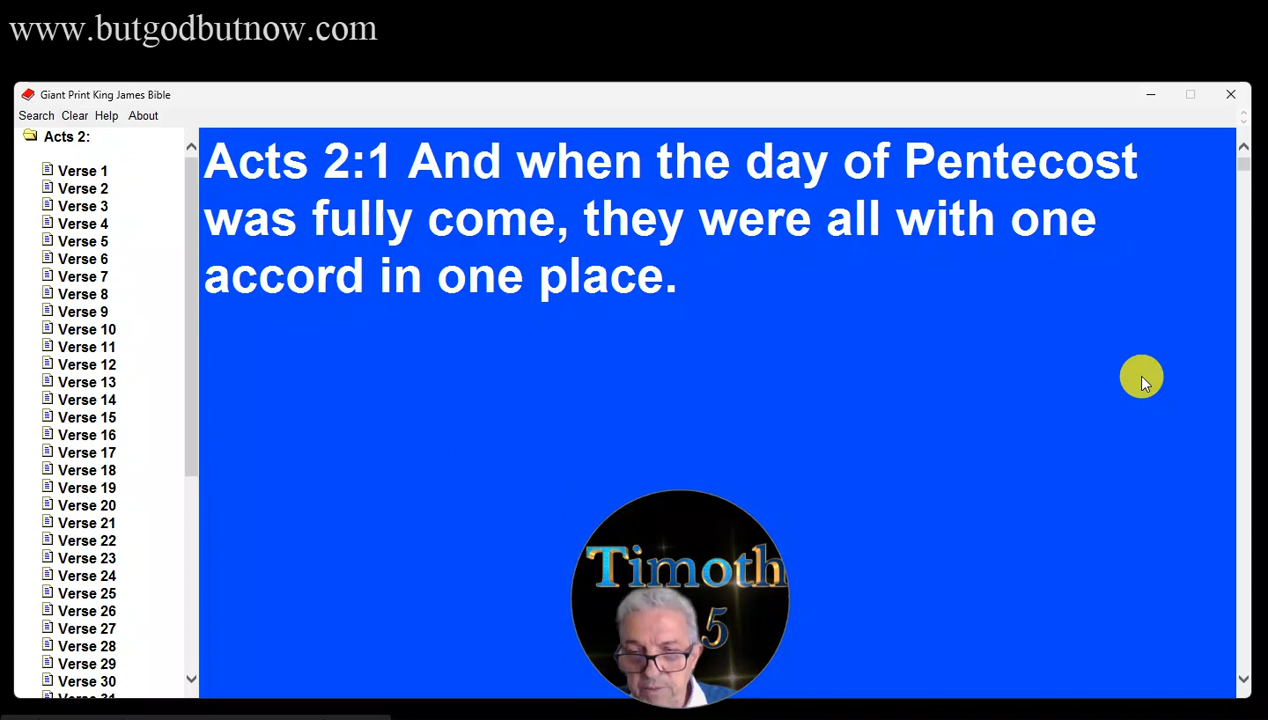 www.butgodbutnow.com
Giant Print King James Bible
Search Clear Help About
Acts 2:
Verse 1
Verse 2
Verse 3
Verse 4
Verse 5
Verse 6
Verse 7
Verse 8
Verse 9
Verse 10
Verse 11
Verse 12
Verse 13
Verse 14
Verse 15
Verse 16
Verse 17
Verse 18
Verse 19
Verse 20
Verse 21
Verse 22
Verse 23
Verse 24
Verse 25
Verse 26
Verse 27
Verse 28
Verse 29
Verse 30
Verse 31
Acts 2:1 And when the day of Pentecost
was fully come, they were all with one
accord in one place.
Timoth
5